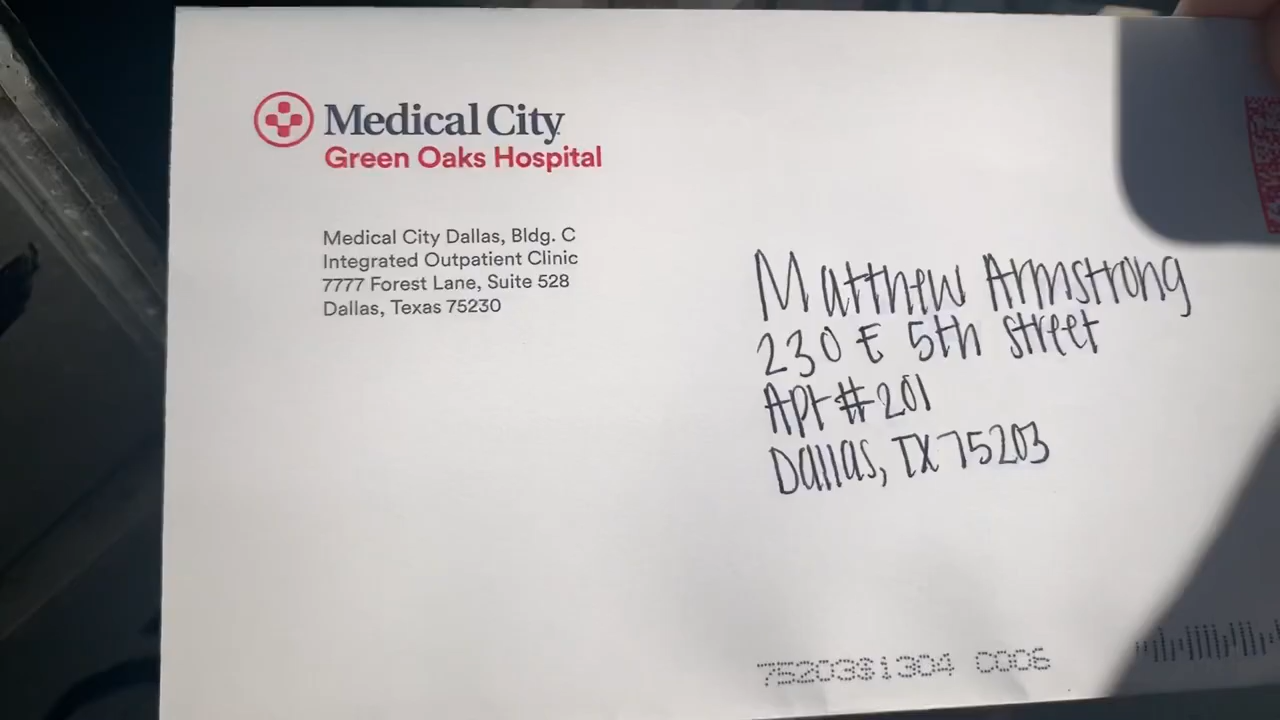 Medical City
Green Oaks Hospital
Medical City Dallas, Bldg. C
Integrated Outpatient Clinic
7777 Forest Lane, Suite 528
Dallas, Texas 75230
Matthew Armstrong
230 E 5th Street
Apt #201
Dallas, TX 75203
75203$1304 C006